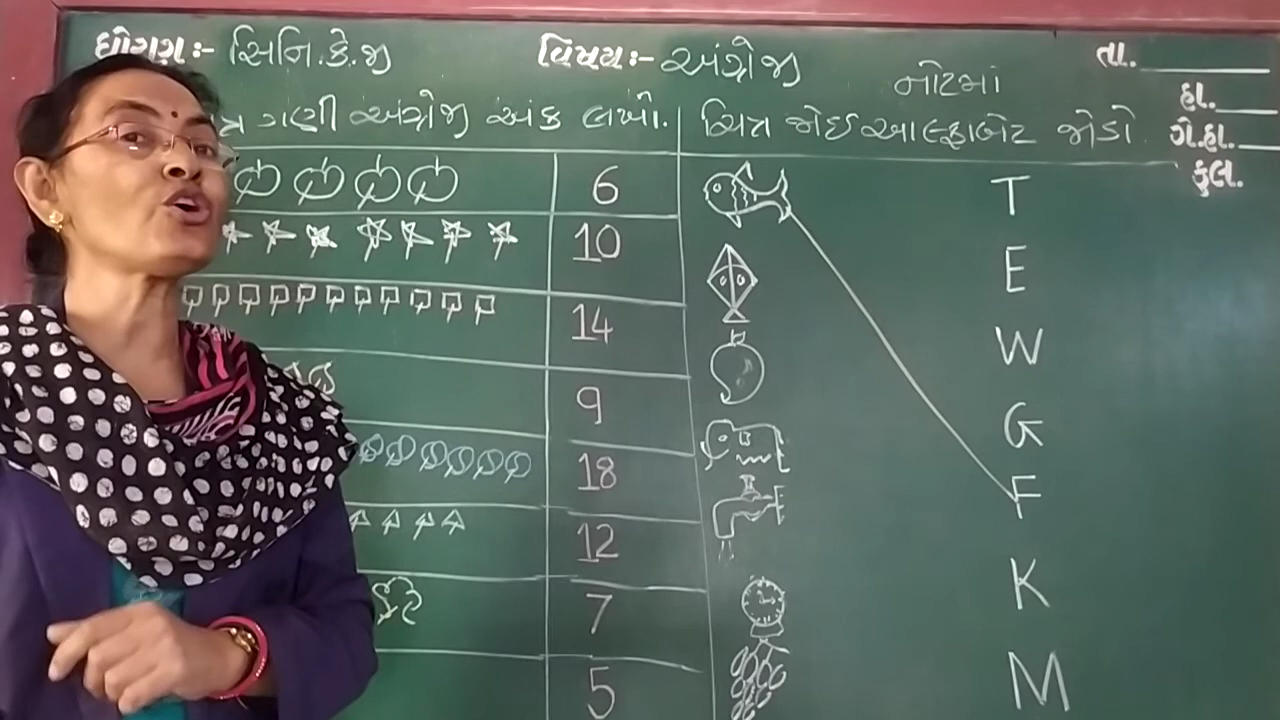 ધોરણ:- સિનિ.કે.જી વિષય:- અંગ્રેજી તા.
નોટમાં હા.
ગણી અંગ્રેજી અંક લખો. ચિત્ર જોઈ આલ્ફાબેટ જોડો. ગે.હા.
કુલ.
6 T
10 E
14 W
9 G
18 F
12 K
7 M
5